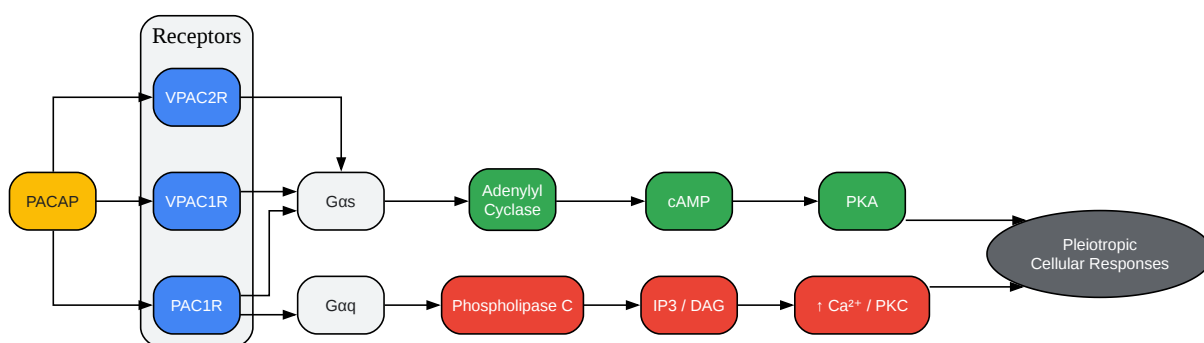 Receptors
VPAC2R
PACAP
VPAC1R
Gαs
Adenylyl
Cyclase
cAMP
PKA
Pleiotropic
Cellular Responses
PAC1R
Gαq
Phospholipase C
IP3 / DAG
↑ Ca²⁺ / PKC